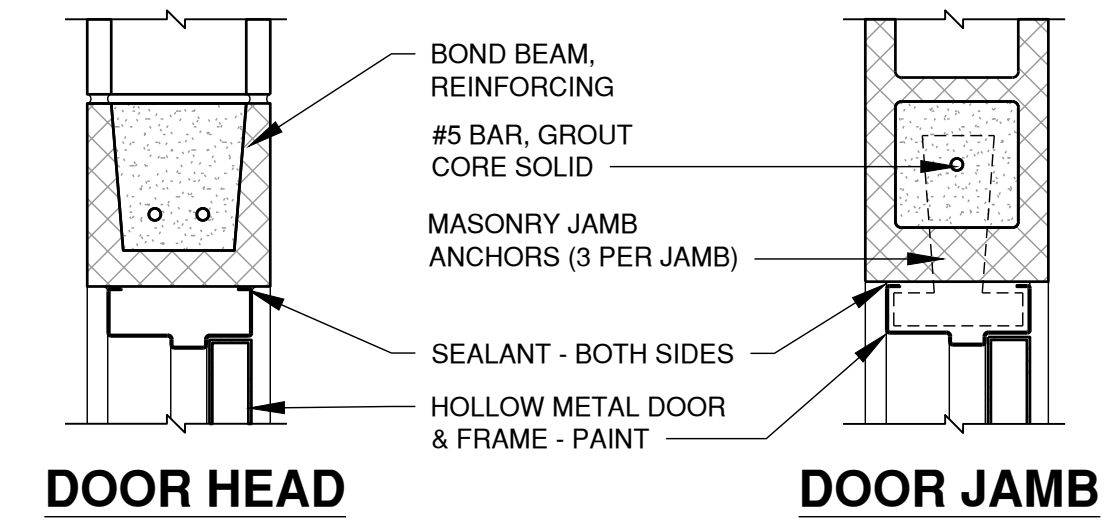 BOND BEAM,
REINFORCING
#5 BAR, GROUT
CORE SOLID
MASONRY JAMB
ANCHORS (3 PER JAMB)
SEALANT - BOTH SIDES
HOLLOW METAL DOOR
& FRAME - PAINT
DOOR HEAD
DOOR JAMB